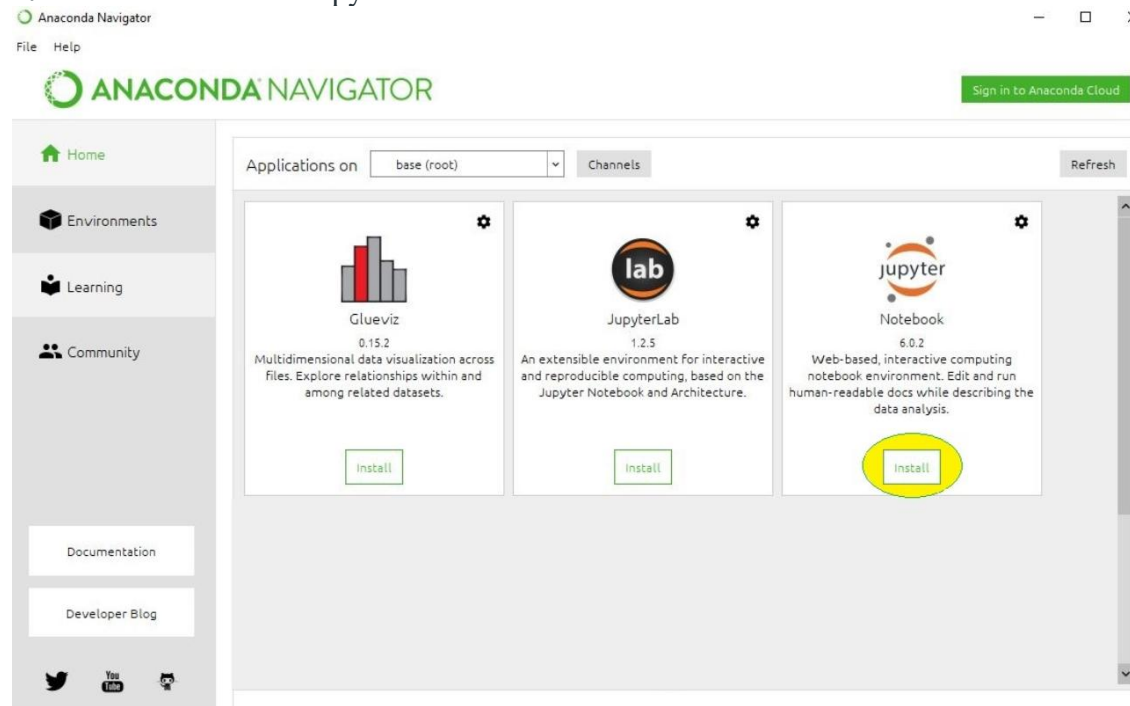 Anaconda Navigator
File Help
ANACONDA NAVIGATOR
Sign in to Anaconda Cloud
Home
Applications on base (root) Channels Refresh
Environments
Learning
Community
Documentation
Developer Blog
You
Tube
Glueviz
0.15.2
Multidimensional data visualization across
files. Explore relationships within and
among related datasets.
Install
lab
JupyterLab
1.2.5
An extensible environment for interactive
and reproducible computing, based on the
Jupyter Notebook and Architecture.
Install
jupyter
Notebook
6.0.2
Web-based, interactive computing
notebook environment. Edit and run
human-readable docs while describing the
data analysis.
Install